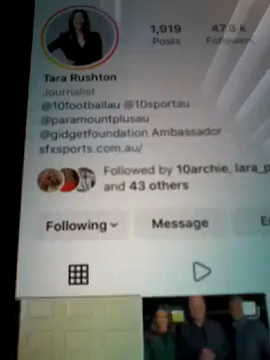 1,919 47.8 k
Posts Follower
Tara Rushton
Journalist
@10footballau @10sportau
@paramountplusau
@gidgetfoundation Ambassador
sfxsports.com.au/
Followed by 10archie, lara_p
and 43 others
Following Message E